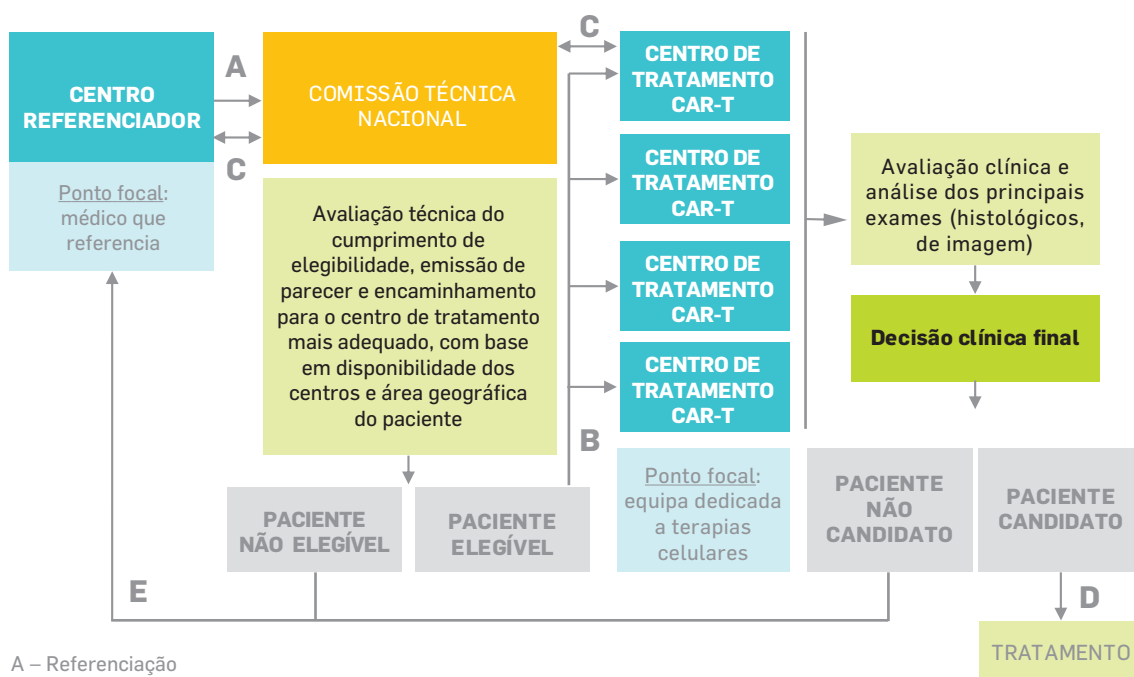 CENTRO
REFERENCIADOR
Ponto focal:
médico que
referencia
A
C
COMISSÃO TÉCNICA
NACIONAL
Avaliação técnica do
cumprimento de
elegibilidade, emissão de
parecer e encaminhamento
para o centro de tratamento
mais adequado, com base
em disponibilidade dos
centros e área geográfica
do paciente
PACIENTE
NÃO ELEGÍVEL
PACIENTE
ELEGÍVEL
C
B
CENTRO DE
TRATAMENTO
CAR-T
CENTRO DE
TRATAMENTO
CAR-T
CENTRO DE
TRATAMENTO
CAR-T
CENTRO DE
TRATAMENTO
CAR-T
Ponto focal:
equipa dedicada
a terapias
celulares
Avaliação clínica e
análise dos principais
exames (histológicos,
de imagem)
Decisão clínica final
PACIENTE
NÃO
CANDIDATO
PACIENTE
CANDIDATO
E
D
TRATAMENTO
A – Referenciação